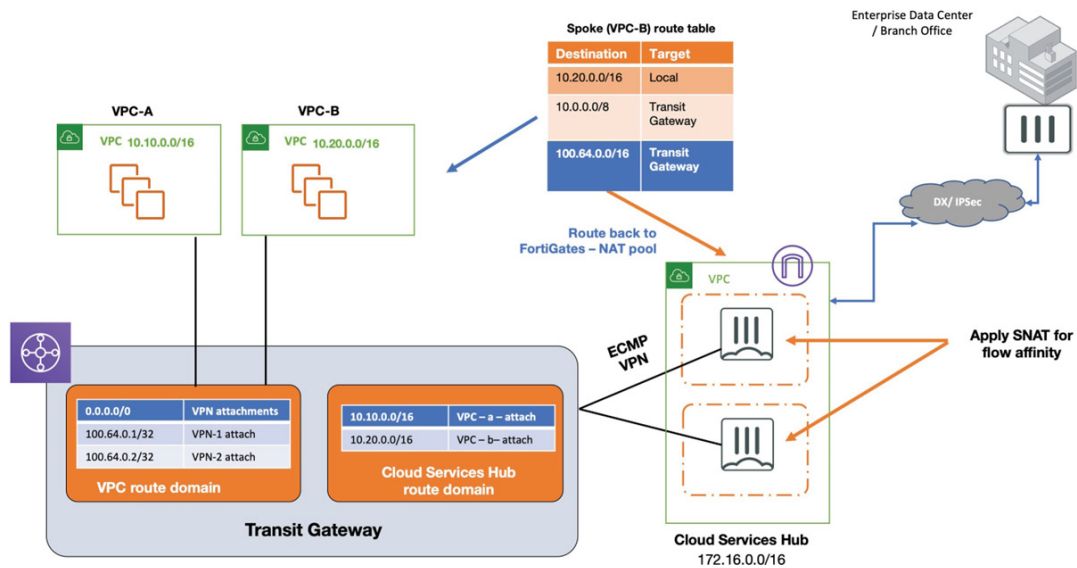 Enterprise Data Center
/ Branch Office
Spoke (VPC-B) route table
Destination Target
10.20.0.0/16 Local
10.0.0.0/8 Transit
Gateway
100.64.0.0/16 Transit
Gateway
VPC-A
VPC 10.10.0.0/16
VPC-B
VPC 10.20.0.0/16
DX/ IPSec
Route back to
FortiGates – NAT pool
VPC
ECMP
VPN
Apply SNAT for
flow affinity
0.0.0.0/0 VPN attachments
100.64.0.1/32 VPN-1 attach
100.64.0.2/32 VPN-2 attach
VPC route domain
10.10.0.0/16 VPC – a – attach
10.20.0.0/16 VPC – b– attach
Cloud Services Hub
route domain
Transit Gateway
Cloud Services Hub
172.16.0.0/16